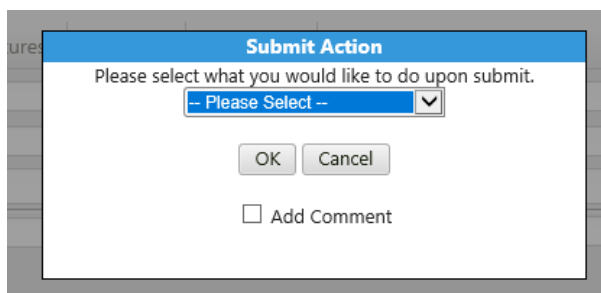 Submit Action
Please select what you would like to do upon submit.
-- Please Select --
OK Cancel
Add Comment